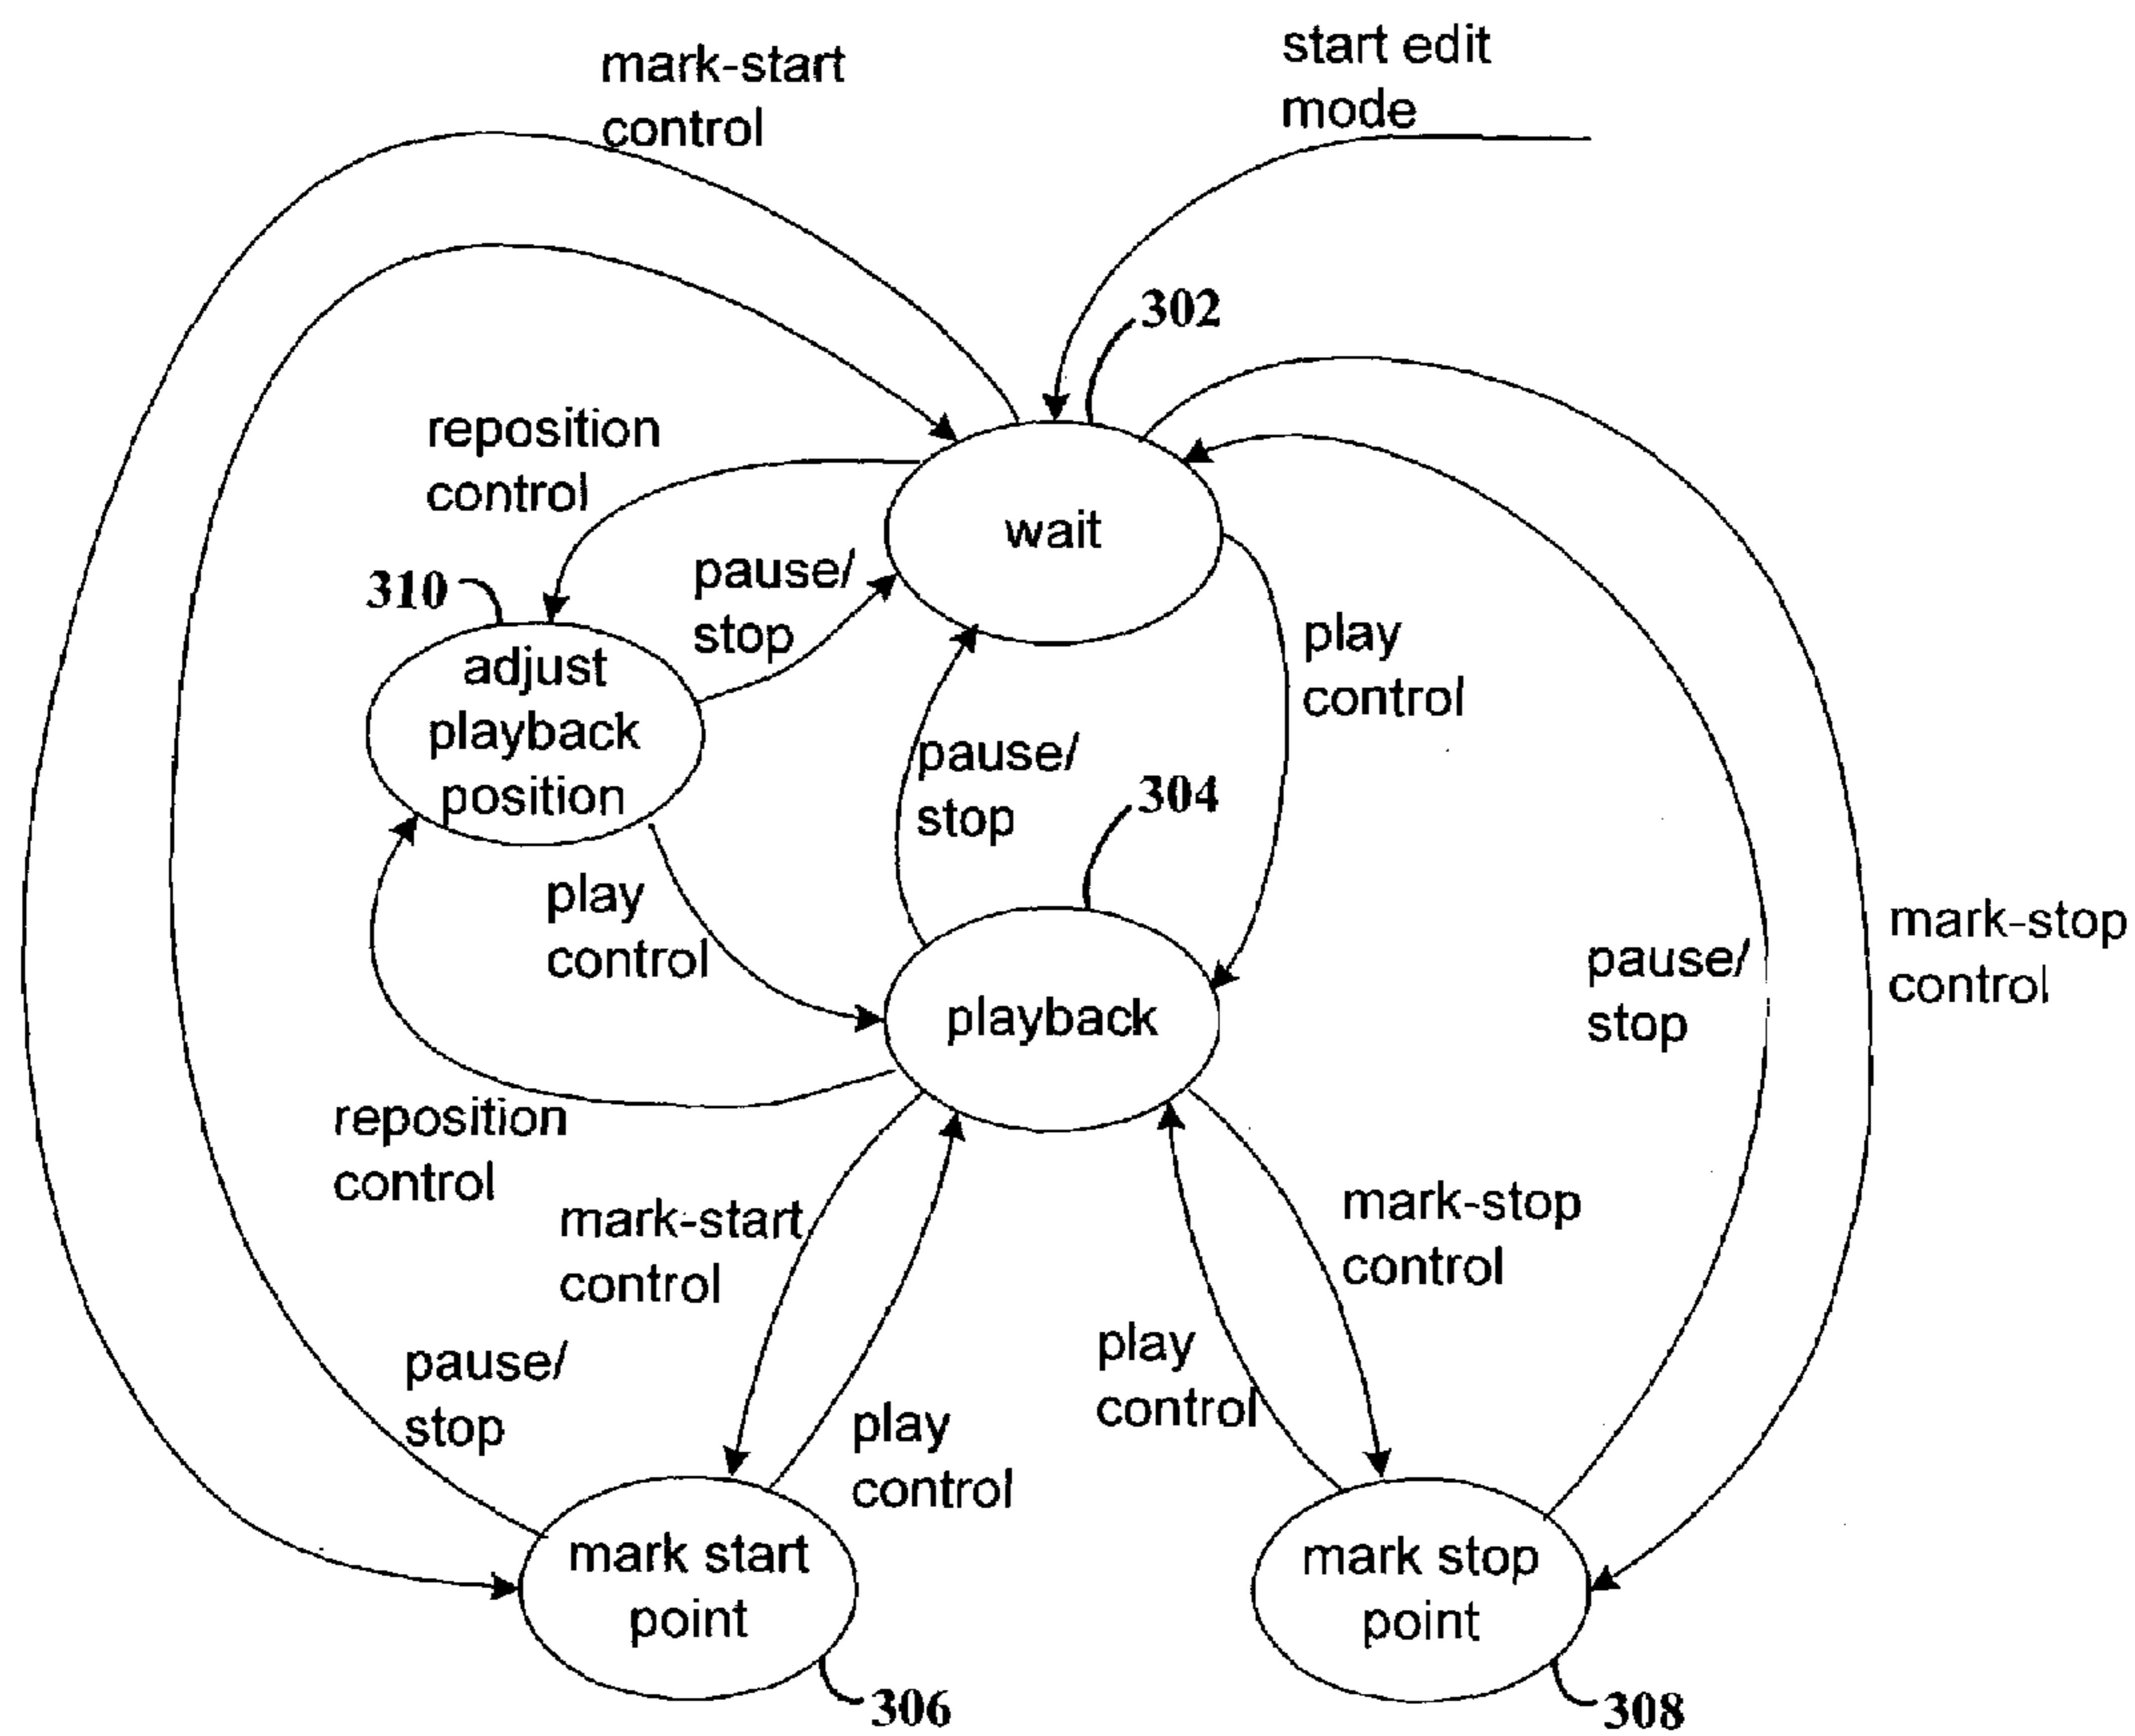 mark-start
control
start edit
mode
302
reposition
control
wait
310
pause/
stop
adjust
playback
position
play
control
pause/
stop
304
play
control
playback
mark-stop
control
pause/
stop
reposition
control
mark-start
control
mark-stop
control
pause/
stop
play
control
play
control
mark start
point
mark stop
point
306
308